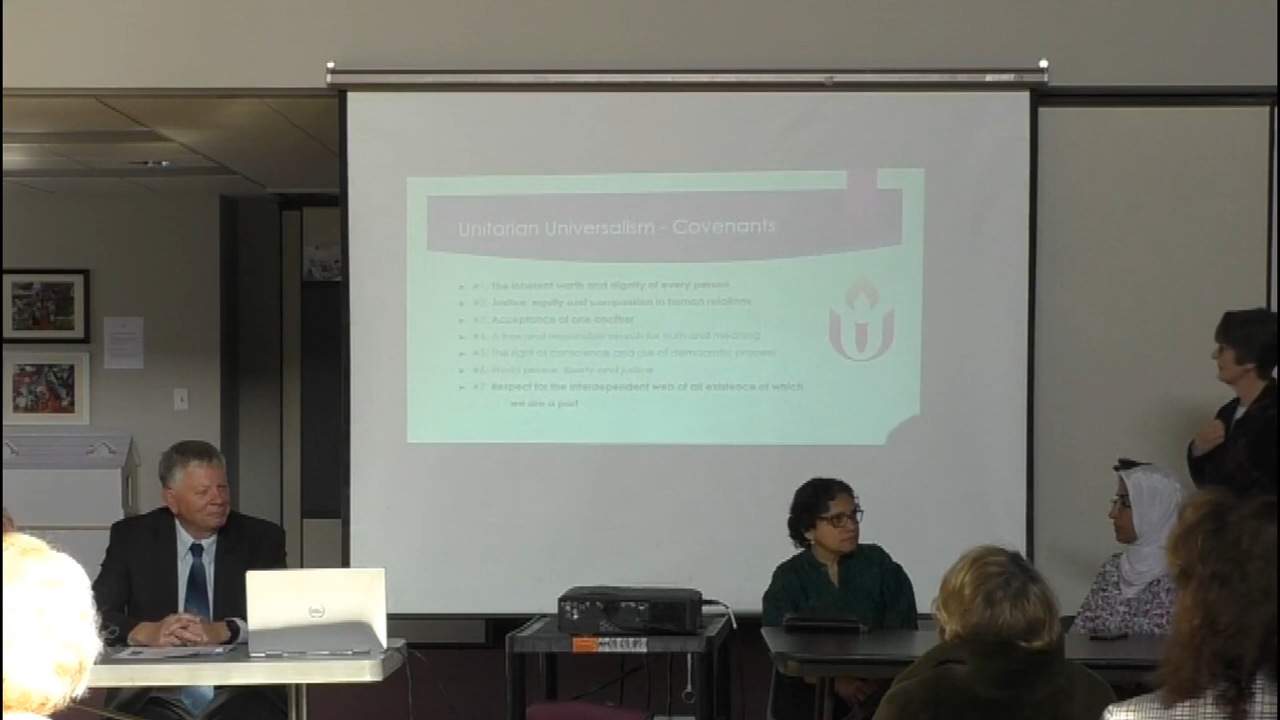 Unitarian Universalism - Covenants
► #1: The inherent worth and dignity of every person
► #2: Justice, equity and compassion in human relations
► #3: Acceptance of one another
► #4: A free and responsible search for truth and meaning
► #5: The right of conscience and use of democratic process
► #6: World peace, liberty and justice
► #7: Respect for the interdependent web of all existence of which
we are a part
DELL